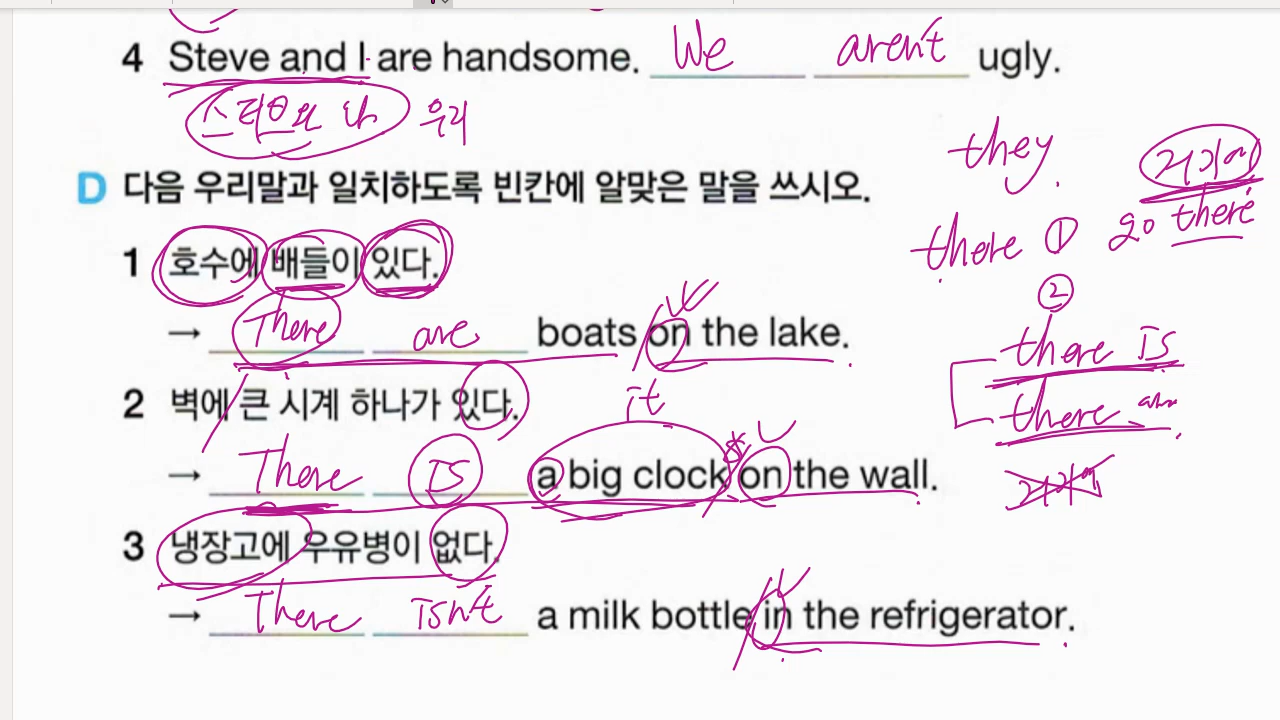 4 Steve and I are handsome. We aren't ugly.
스티브와 나 우리
they
거기에
D 다음 우리말과 일치하도록 빈칸에 알맞은 말을 쓰시오.
there ① go there
1 호수에 배들이 있다.
②
→ There are boats on the lake.
there is
there are
2 벽에 큰 시계 하나가 있다.
it
→ There is a big clock on the wall.
거기에
3 냉장고에 우유병이 없다.
→ There isn't a milk bottle in the refrigerator.